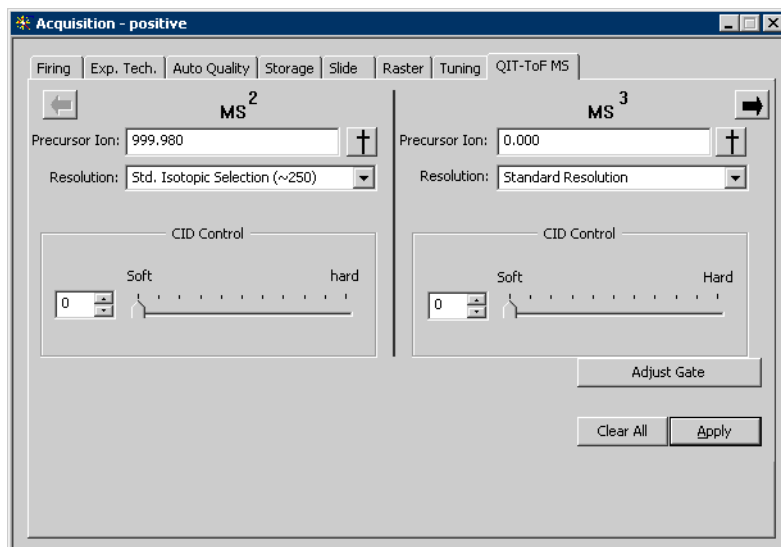 Acquisition - positive
Firing Exp. Tech. Auto Quality Storage Slide Raster Tuning QIT-ToF MS
MS2 MS3
Precursor Ion: 999.980 Precursor Ion: 0.000
Resolution: Std. Isotopic Selection (~250) Resolution: Standard Resolution
CID Control CID Control
Soft hard Soft Hard
0 0
Adjust Gate
Clear All Apply